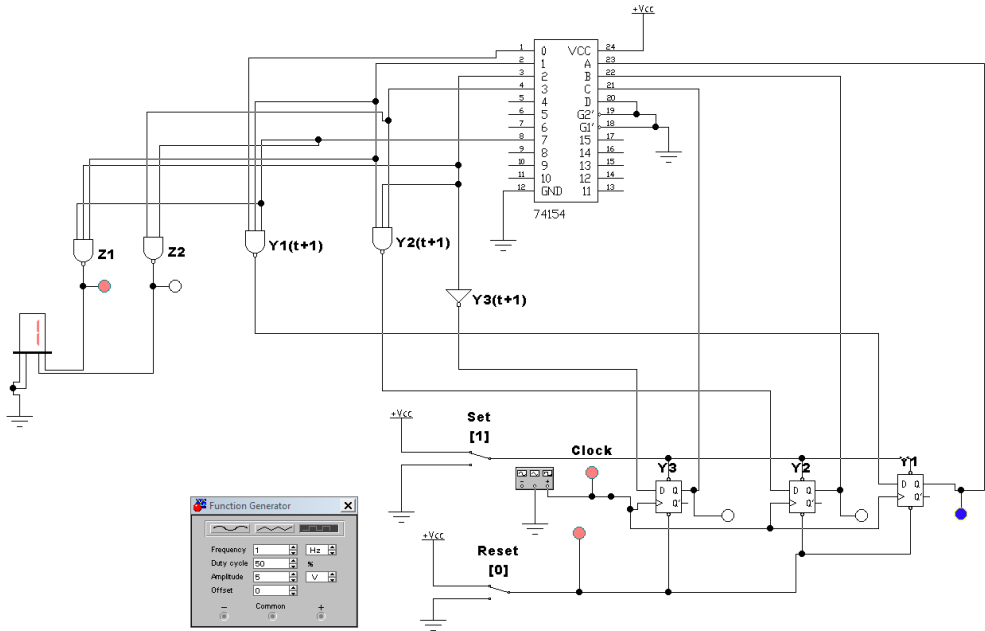 +Vcc
1 0 VCC 24
2 1 A 23
3 2 B 22
4 3 C 21
5 4 D 20
6 5 G2' 19
7 6 G1' 18
8 7 15 17
9 8 14 16
10 9 13 15
11 10 12 14
12 GND 11 13
74154
Z1
Z2
Y1(t+1)
Y2(t+1)
Y3(t+1)
1
+Vcc
Set
[1]
Clock
Y3
Y2
Y1
D Q
Q'
D Q
Q'
D Q
Q'
+Vcc
Reset
[0]
Function Generator
Frequency 1 Hz
Duty cycle 50 %
Amplitude 5 V
Offset 0
− Common +